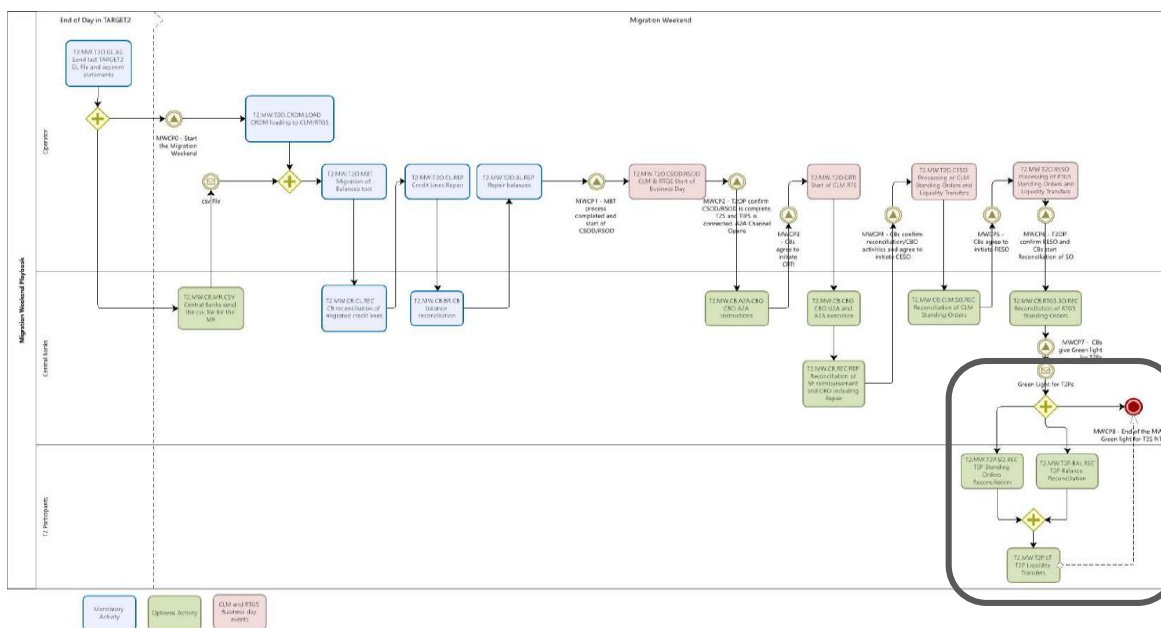 End of Day in TARGET2
Migration Weekend
Migration Weekend Playbook
Operator
Central Banks
T2 Participants
T2.MW.T2O.GL.AS
Send last TARGET2
GL file and account
statements
MWCP0 - Start
the Migration
Weekend
T2.MW.T2O.CRDM.LOAD
CRDM loading to CLM/RTGS
csv file
T2.MW.CB.MR.CSV
Central Banks send
the csv file for the
MR
T2.MW.T2O.MBT
Migration of
Balances tool
T2.MW.CB.CL.REC
CB reconciliation of
migrated credit lines
T2.MW.T2O.CL.REP
Credit Lines Repair
T2.MW.CB.BR.CB
balance
reconciliation
T2.MW.T2O.BL.REP
Repair balances
MWCP1 - MBT
process
completed and
start of
CSOD/RSOD
T2.MW.T2O.CSOD.RSOD
CLM & RTGS Start of
Business Day
MWCP2 - T2OP confirm
CSOD/RSOD is complete,
T2S and TIPS is
connected. A2A Channel
Opens
T2.MW.CB.A2A.CBO
CBO A2A
instructions
MWCP3
- CBs
agree to
initiate
CRTI
T2.MW.T2O.CRTI
Start of CLM RTS
T2.MW.CB.CBO
CBO U2A and
A2A execution
T2.MW.CB.REC.REP
Reconciliation of
SF reimbursement
and CBO including
Repair
MWCP4 - CBs confirm
reconciliation/CBO
activities and agree to
initiate CESO
T2.MW.T2O.CESO
Processing of CLM
Standing Orders and
Liquidity Transfers
T2.MW.CB.CLM.SO.REC
Reconciliation of CLM
Standing Orders
MWCP5 -
CBs agree to
initiate RESO
T2.MW.T2O.RESO
Processing of RTGS
Standing Orders and
Liquidity Transfers
MWCP6 - T2OP
confirm RESO and
CBs start
Reconciliation of SO
T2.MW.CB.RTGS.SO.REC
Reconciliation of RTGS
Standing Orders
MWCP7 - CBs
give Green light
for T2Ps
Green Light for T2Ps
MWCP8 - End of the MW
Green light for T2S NT
T2.MW.T2P.SO.REC
T2P Standing
Orders
Reconciliation
T2.MW.T2P.BAL.REC
T2P Balance
Reconciliation
T2.MW.T2P.LT
T2P Liquidity
Transfers
Mandatory
Activity
Optional Activity
CLM and RTGS
Business day
events